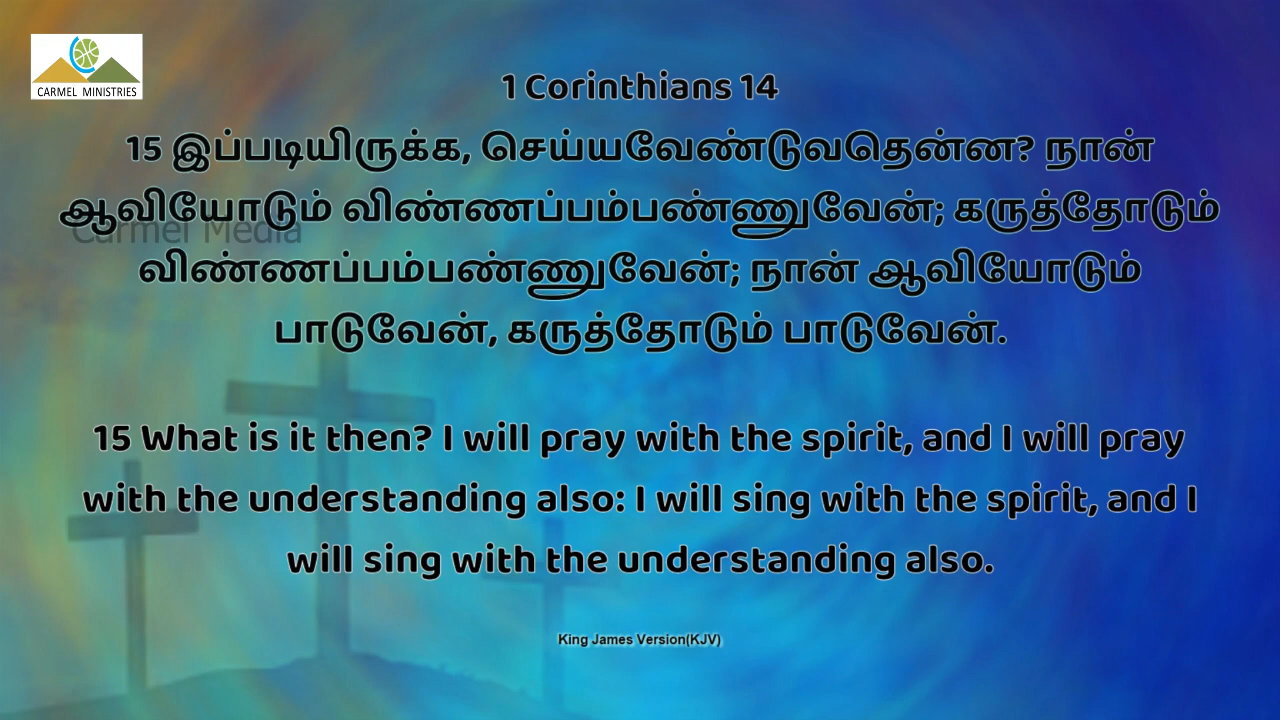 CARMEL MINISTRIES
1 Corinthians 14
15 இப்படியிருக்க, செய்யவேண்டுவதென்ன? நான்
ஆவியோடும் விண்ணப்பம்பண்ணுவேன்; கருத்தோடும்
Carmel Media
விண்ணப்பம்பண்ணுவேன்; நான் ஆவியோடும்
பாடுவேன், கருத்தோடும் பாடுவேன்.
15 What is it then? I will pray with the spirit, and I will pray
with the understanding also: I will sing with the spirit, and I
will sing with the understanding also.
King James Version(KJV)